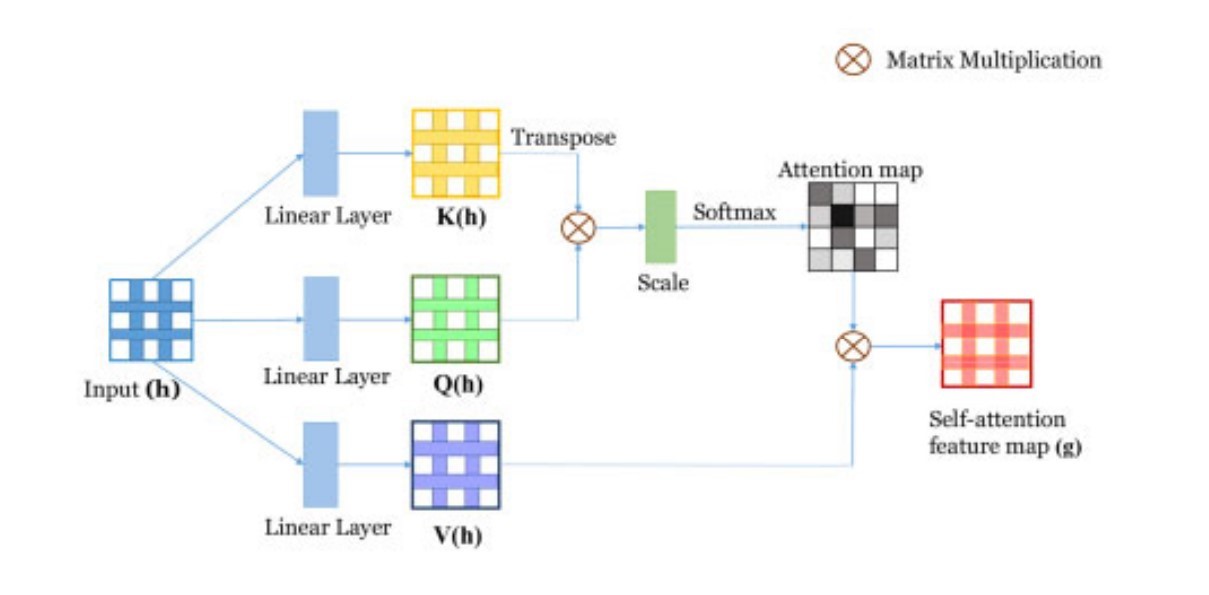 Matrix Multiplication
Transpose
Attention map
Linear Layer
K(h)
Softmax
Scale
Input (h)
Linear Layer
Q(h)
Self-attention
feature map (g)
Linear Layer
V(h)